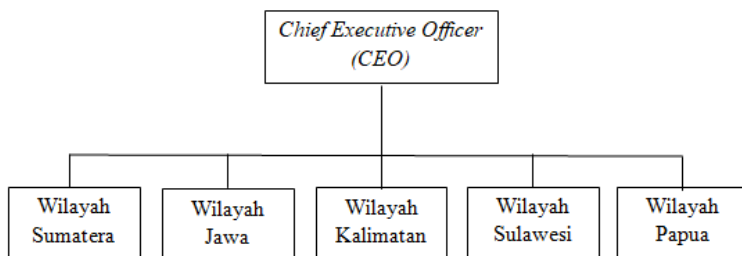 Chief Executive Officer
(CEO)
Wilayah
Sumatera
Wilayah
Jawa
Wilayah
Kalimatan
Wilayah
Sulawesi
Wilayah
Papua